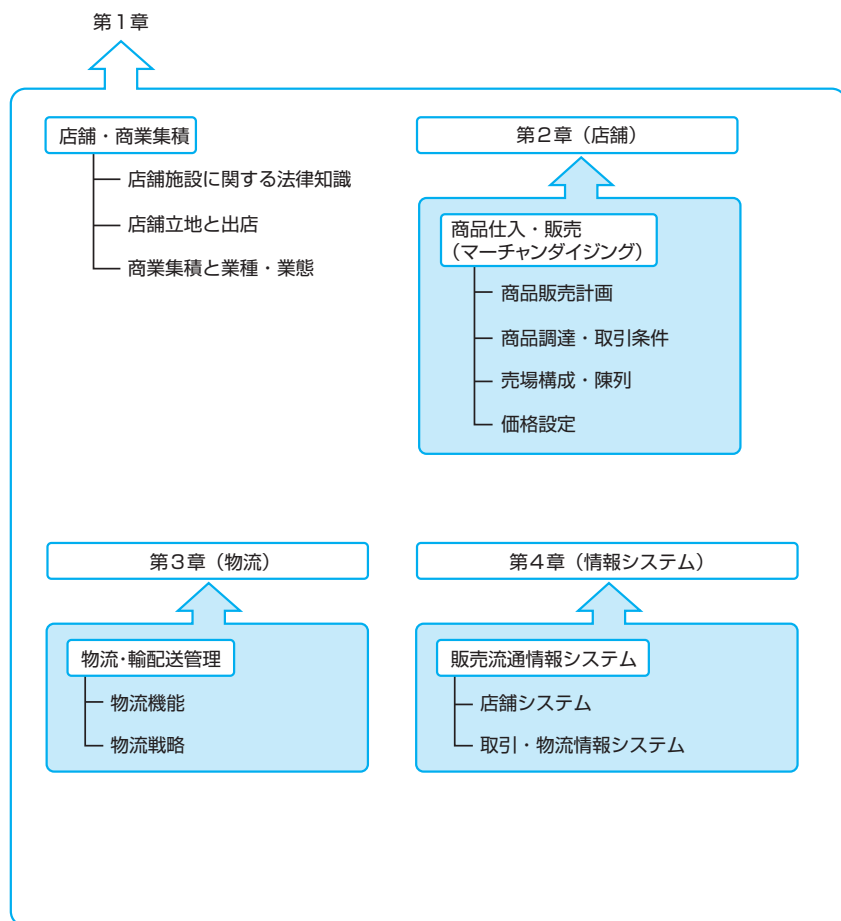 第1章
店舗・商業集積
店舗施設に関する法律知識
店舗立地と出店
商業集積と業種・業態
第2章（店舗）
商品仕入・販売
（マーチャンダイジング）
商品販売計画
商品調達・取引条件
売場構成・陳列
価格設定
第3章（物流）
物流・輸配送管理
物流機能
物流戦略
第4章（情報システム）
販売流通情報システム
店舗システム
取引・物流情報システム